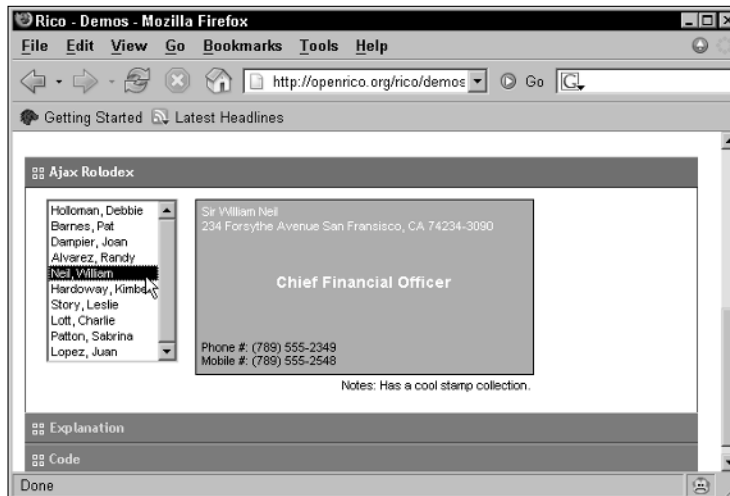 Rico - Demos - Mozilla Firefox
File Edit View Go Bookmarks Tools Help
http://openrico.org/rico/demos Go G
Getting Started Latest Headlines
Ajax Rolodex
Holloman, Debbie
Barnes, Pat
Dampier, Joan
Alvarez, Randy
Neil, William
Hardoway, Kimbe
Story, Leslie
Lott, Charlie
Patton, Sabrina
Lopez, Juan
Sir William Neil
234 Forsythe Avenue San Fransisco, CA 74234-3090
Chief Financial Officer
Phone #: (789) 555-2349
Mobile #: (789) 555-2548
Notes: Has a cool stamp collection.
Explanation
Code
Done